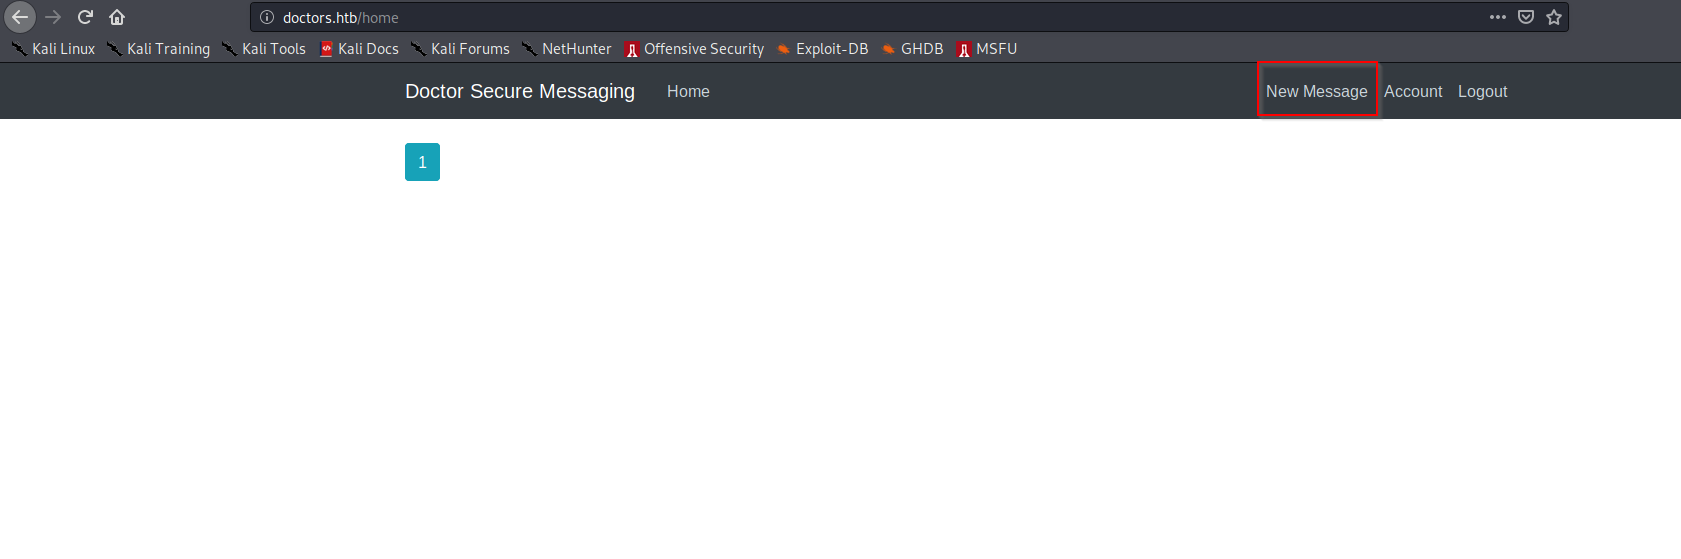 doctors.htb/home
Kali Linux Kali Training Kali Tools Kali Docs Kali Forums NetHunter Offensive Security Exploit-DB GHDB MSFU
Doctor Secure Messaging Home New Message Account Logout
1